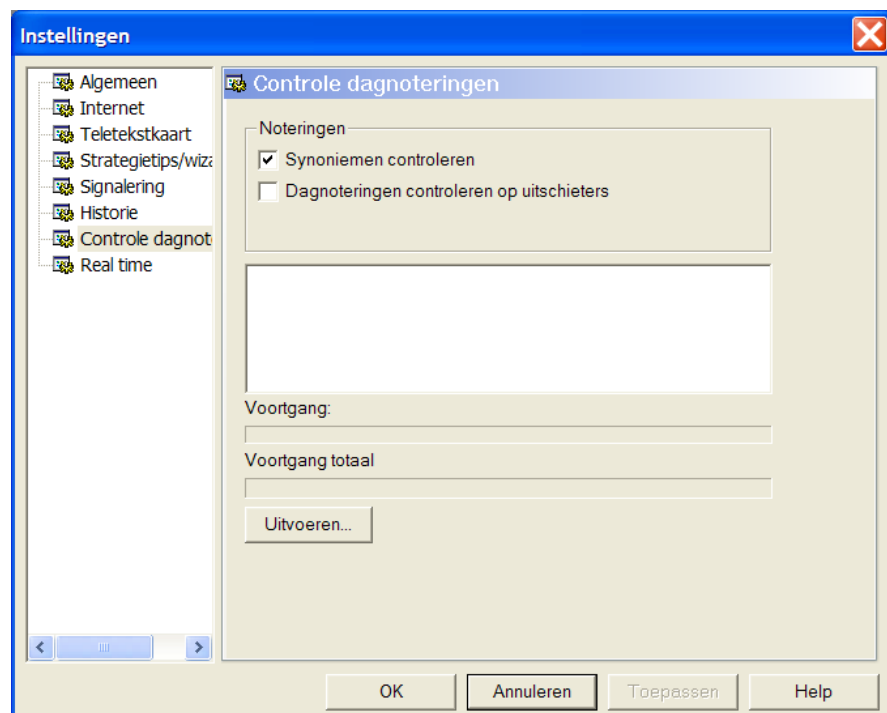 Instellingen
Algemeen
Internet
Teletekstkaart
Strategietips/wiza
Signalering
Historie
Controle dagnot
Real time
Controle dagnoteringen
Noteringen
Synoniemen controleren
Dagnoteringen controleren op uitschieters
Voortgang:
Voortgang totaal
Uitvoeren...
OK
Annuleren
Toepassen
Help